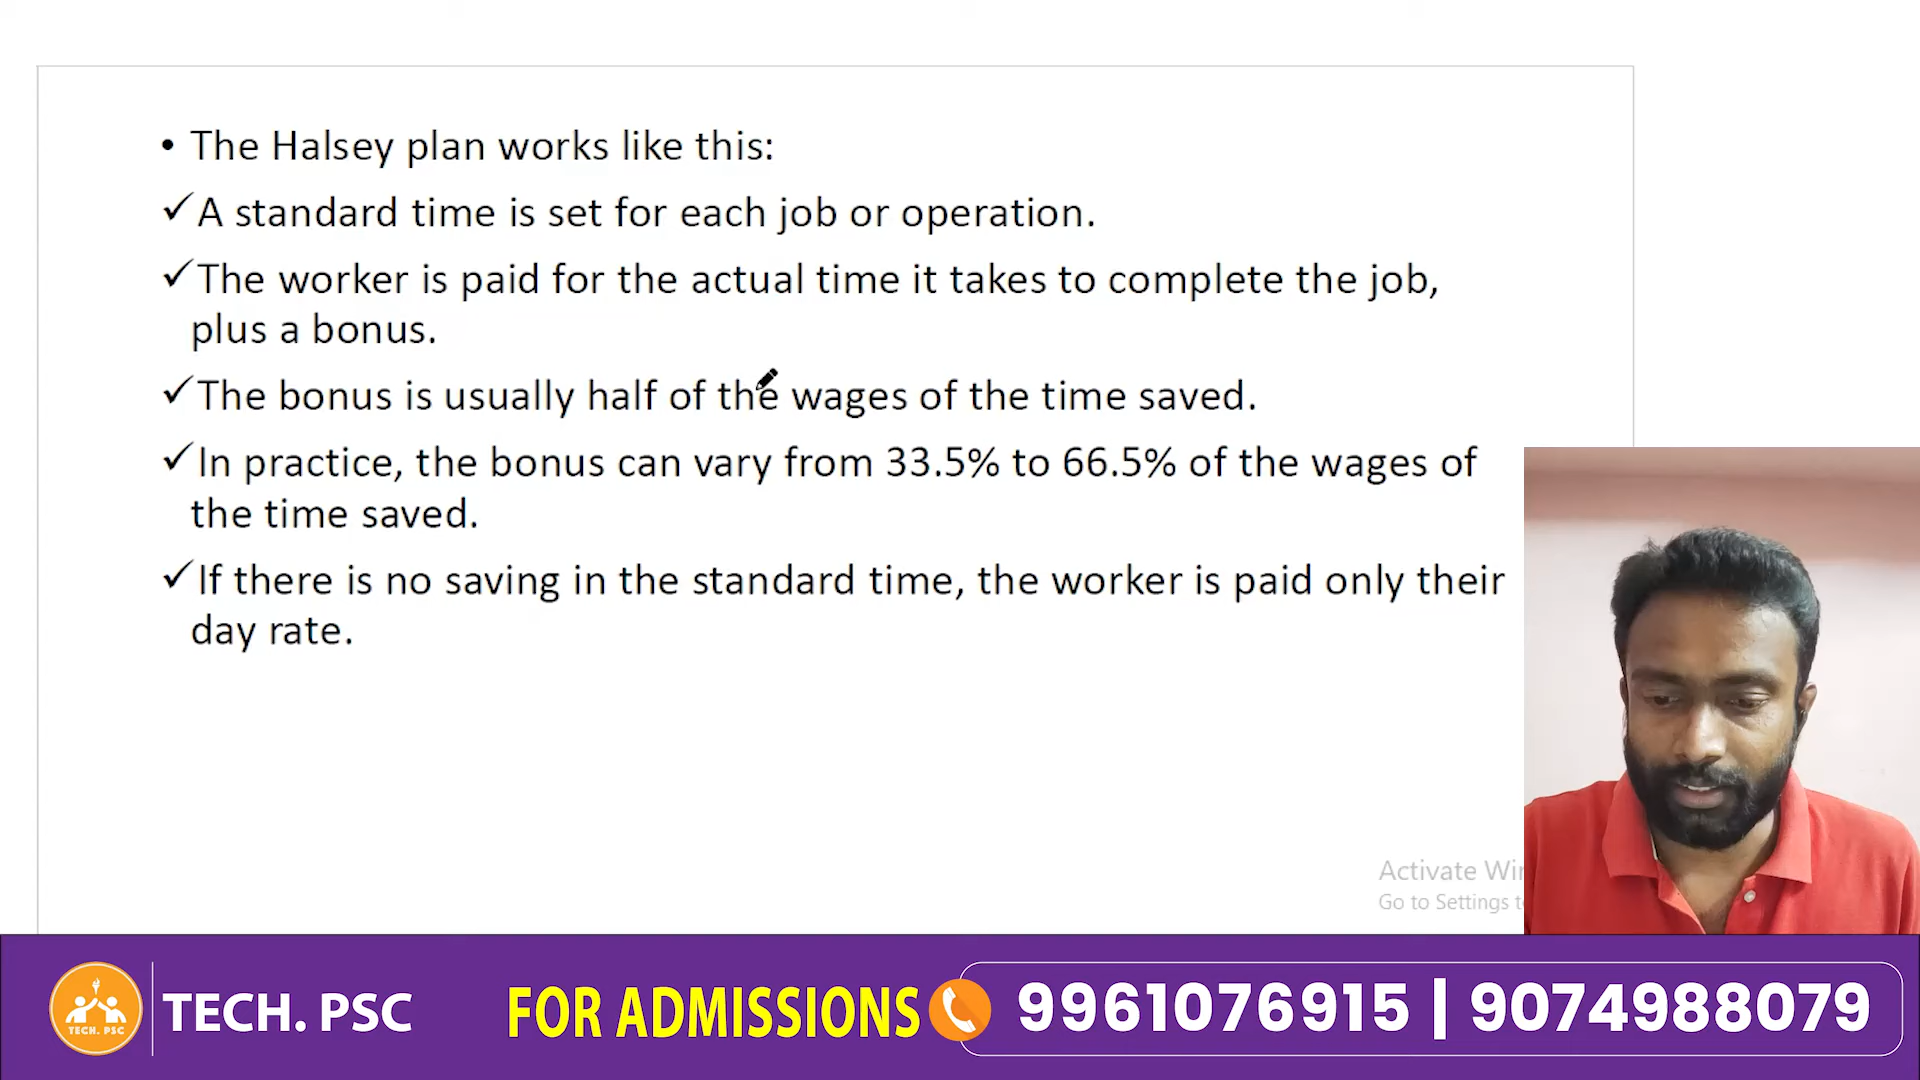 • The Halsey plan works like this:
✓A standard time is set for each job or operation.
✓The worker is paid for the actual time it takes to complete the job,
plus a bonus.
✓The bonus is usually half of the wages of the time saved.
✓In practice, the bonus can vary from 33.5% to 66.5% of the wages of
the time saved.
✓If there is no saving in the standard time, the worker is paid only their
day rate.
Activate
Go to Settings
TECH. PSC
TECH. PSC
FOR ADMISSIONS
9961076915 | 9074988079